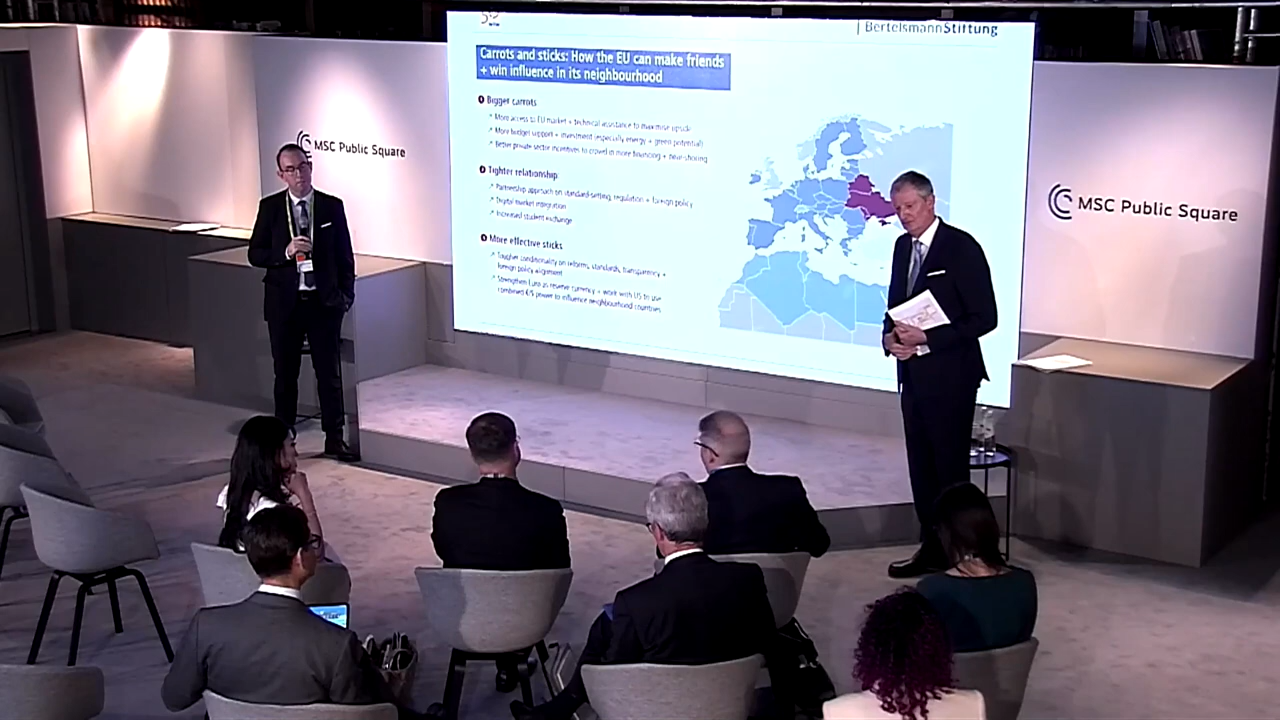 BertelsmannStiftung
Carrots and sticks: How the EU can make friends
+ win influence in its neighbourhood
Bigger carrots
More access to EU market + technical assistance to maximise upside
More budget support + investment (especially energy + green potential)
Better private sector incentives to crowd in more financing + near-shoring
Tighter relationship
Partnership approach on standard-setting, regulation + foreign policy
Digital market integration
Increased student exchange
More effective sticks
Tougher conditionality on reforms, standards, transparency +
foreign policy alignment
Strengthen Euro as reserve currency + work with US to use
combined €/$ power to influence neighbourhood countries
MSC Public Square
MSC Public Square